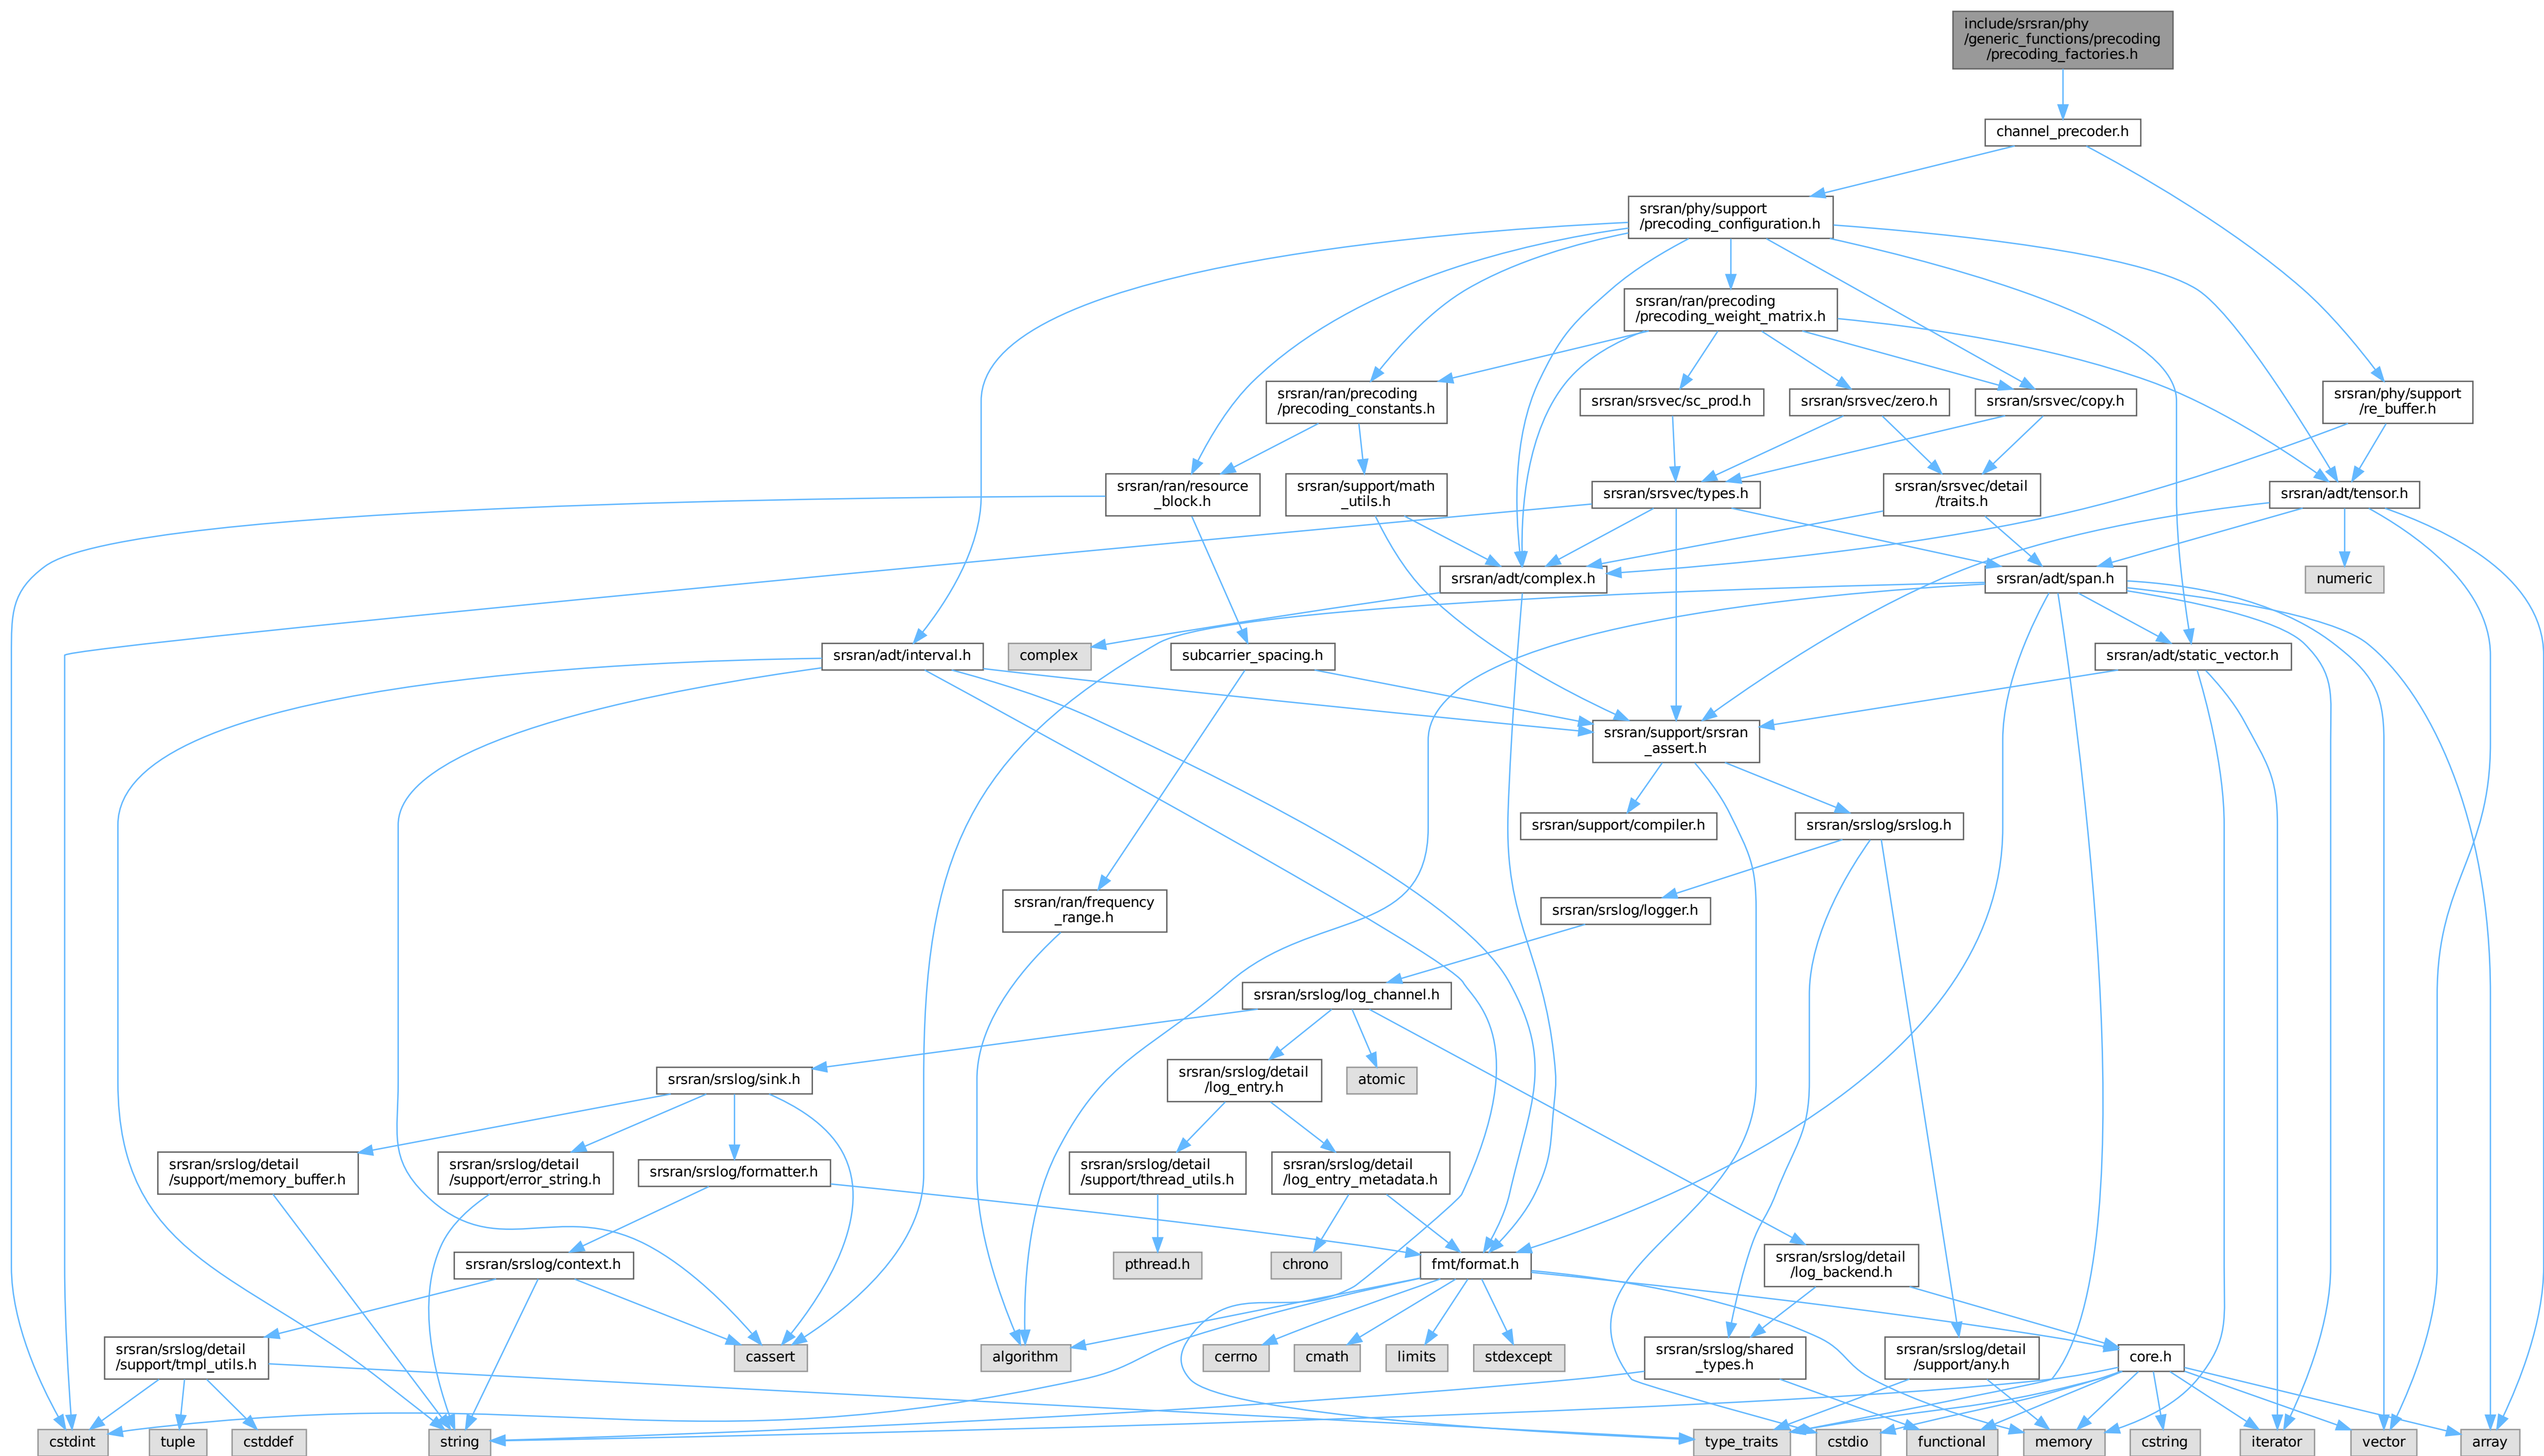 include/srsran/phy
/generic_functions/precoding
/precoding_factories.h
channel_precoder.h
srsran/phy/support
/precoding_configuration.h
srsran/ran/precoding
/precoding_weight_matrix.h
srsran/ran/precoding
/precoding_constants.h
srsran/srsvec/sc_prod.h
srsran/srsvec/zero.h
srsran/srsvec/copy.h
srsran/phy/support
/re_buffer.h
srsran/ran/resource
_block.h
srsran/support/math
_utils.h
srsran/srsvec/types.h
srsran/srsvec/detail
/traits.h
srsran/adt/tensor.h
srsran/adt/complex.h
srsran/adt/span.h
numeric
srsran/adt/interval.h
complex
subcarrier_spacing.h
srsran/adt/static_vector.h
srsran/support/srsran
_assert.h
srsran/support/compiler.h
srsran/srslog/srslog.h
srsran/ran/frequency
_range.h
srsran/srslog/logger.h
srsran/srslog/log_channel.h
srsran/srslog/sink.h
srsran/srslog/detail
/log_entry.h
atomic
srsran/srslog/detail
/support/memory_buffer.h
srsran/srslog/detail
/support/error_string.h
srsran/srslog/formatter.h
srsran/srslog/detail
/support/thread_utils.h
srsran/srslog/detail
/log_entry_metadata.h
srsran/srslog/context.h
pthread.h
chrono
fmt/format.h
srsran/srslog/detail
/log_backend.h
srsran/srslog/detail
/support/tmpl_utils.h
cassert
algorithm
cerrno
cmath
limits
stdexcept
srsran/srslog/shared
_types.h
srsran/srslog/detail
/support/any.h
core.h
cstdint
tuple
cstddef
string
type_traits
cstdio
functional
memory
cstring
iterator
vector
array